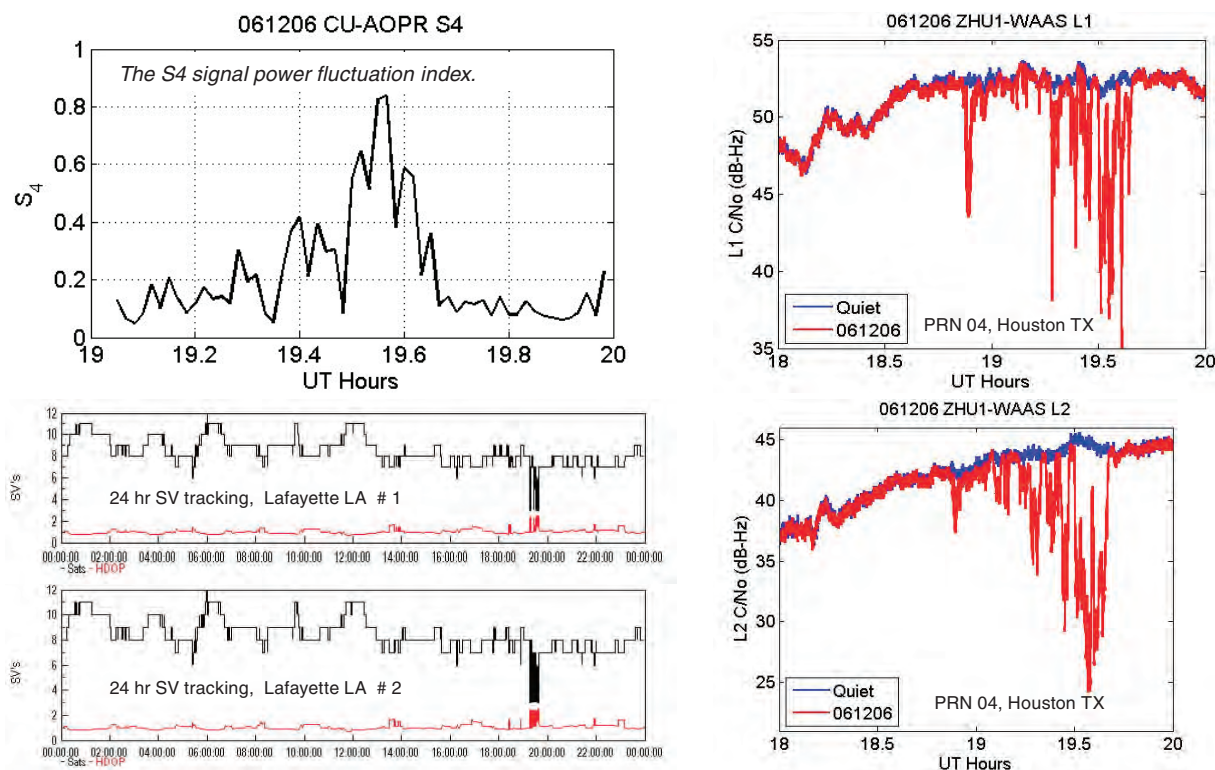 061206 CU-AOPR S4
The S4 signal power fluctuation index.
S4
1
0.8
0.6
0.4
0.2
0
19
19.2
19.4
19.6
19.8
20
UT Hours
061206 ZHU1-WAAS L1
L1 C/No (dB-Hz)
55
50
45
40
35
Quiet
061206
PRN 04, Houston TX
18
18.5
19
19.5
20
UT Hours
SV's
12
10
8
6
4
2
0
24 hr SV tracking, Lafayette LA # 1
00:00:00 02:00:00 04:00:00 06:00:00 08:00:00 10:00:00 12:00:00 14:00:00 16:00:00 18:00:00 20:00:00 22:00:00 00:00:00
- Sats - HDOP
SV's
12
10
8
6
4
2
0
24 hr SV tracking, Lafayette LA # 2
00:00:00 02:00:00 04:00:00 06:00:00 08:00:00 10:00:00 12:00:00 14:00:00 16:00:00 18:00:00 20:00:00 22:00:00 00:00:00
- Sats - HDOP
061206 ZHU1-WAAS L2
L2 C/No (dB-Hz)
45
40
35
30
25
Quiet
061206
PRN 04, Houston TX
18
18.5
19
19.5
20
UT Hours